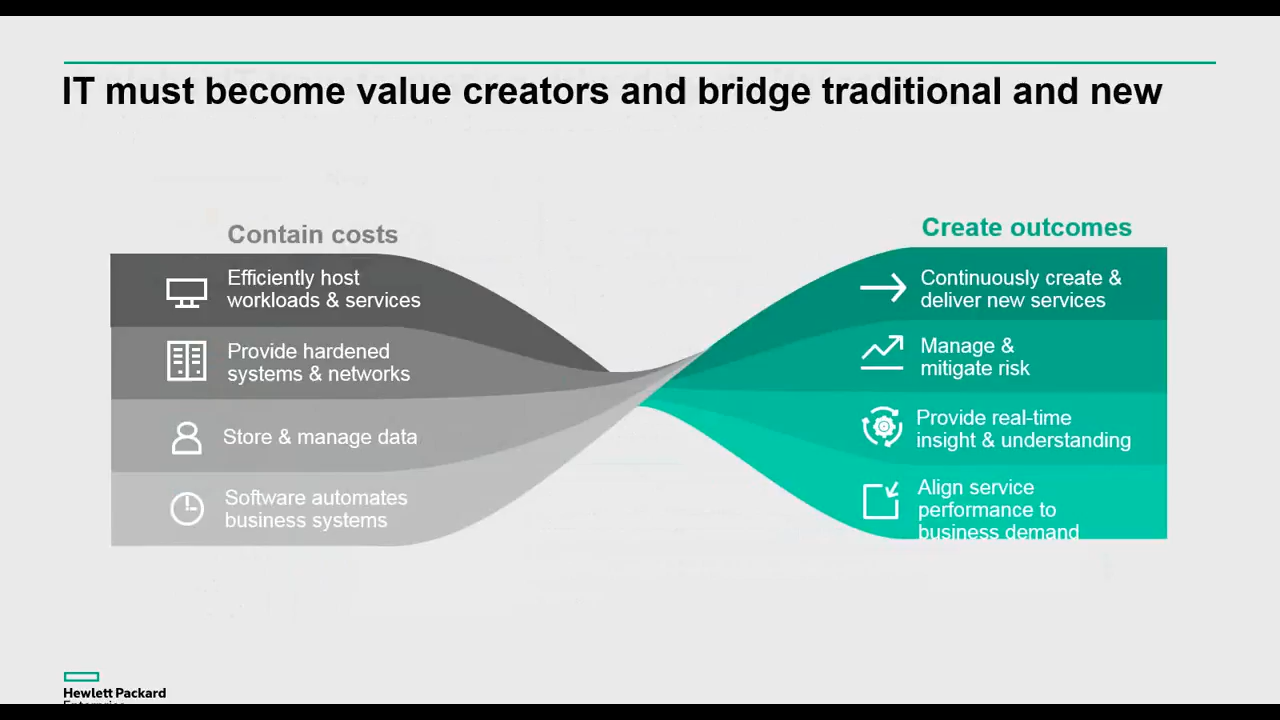 IT must become value creators and bridge traditional and new
Contain costs
Efficiently host
workloads & services
Provide hardened
systems & networks
Store & manage data
Software automates
business systems
Create outcomes
Continuously create &
deliver new services
Manage &
mitigate risk
Provide real-time
insight & understanding
Align service
performance to
business demand
Hewlett Packard
Enterprise